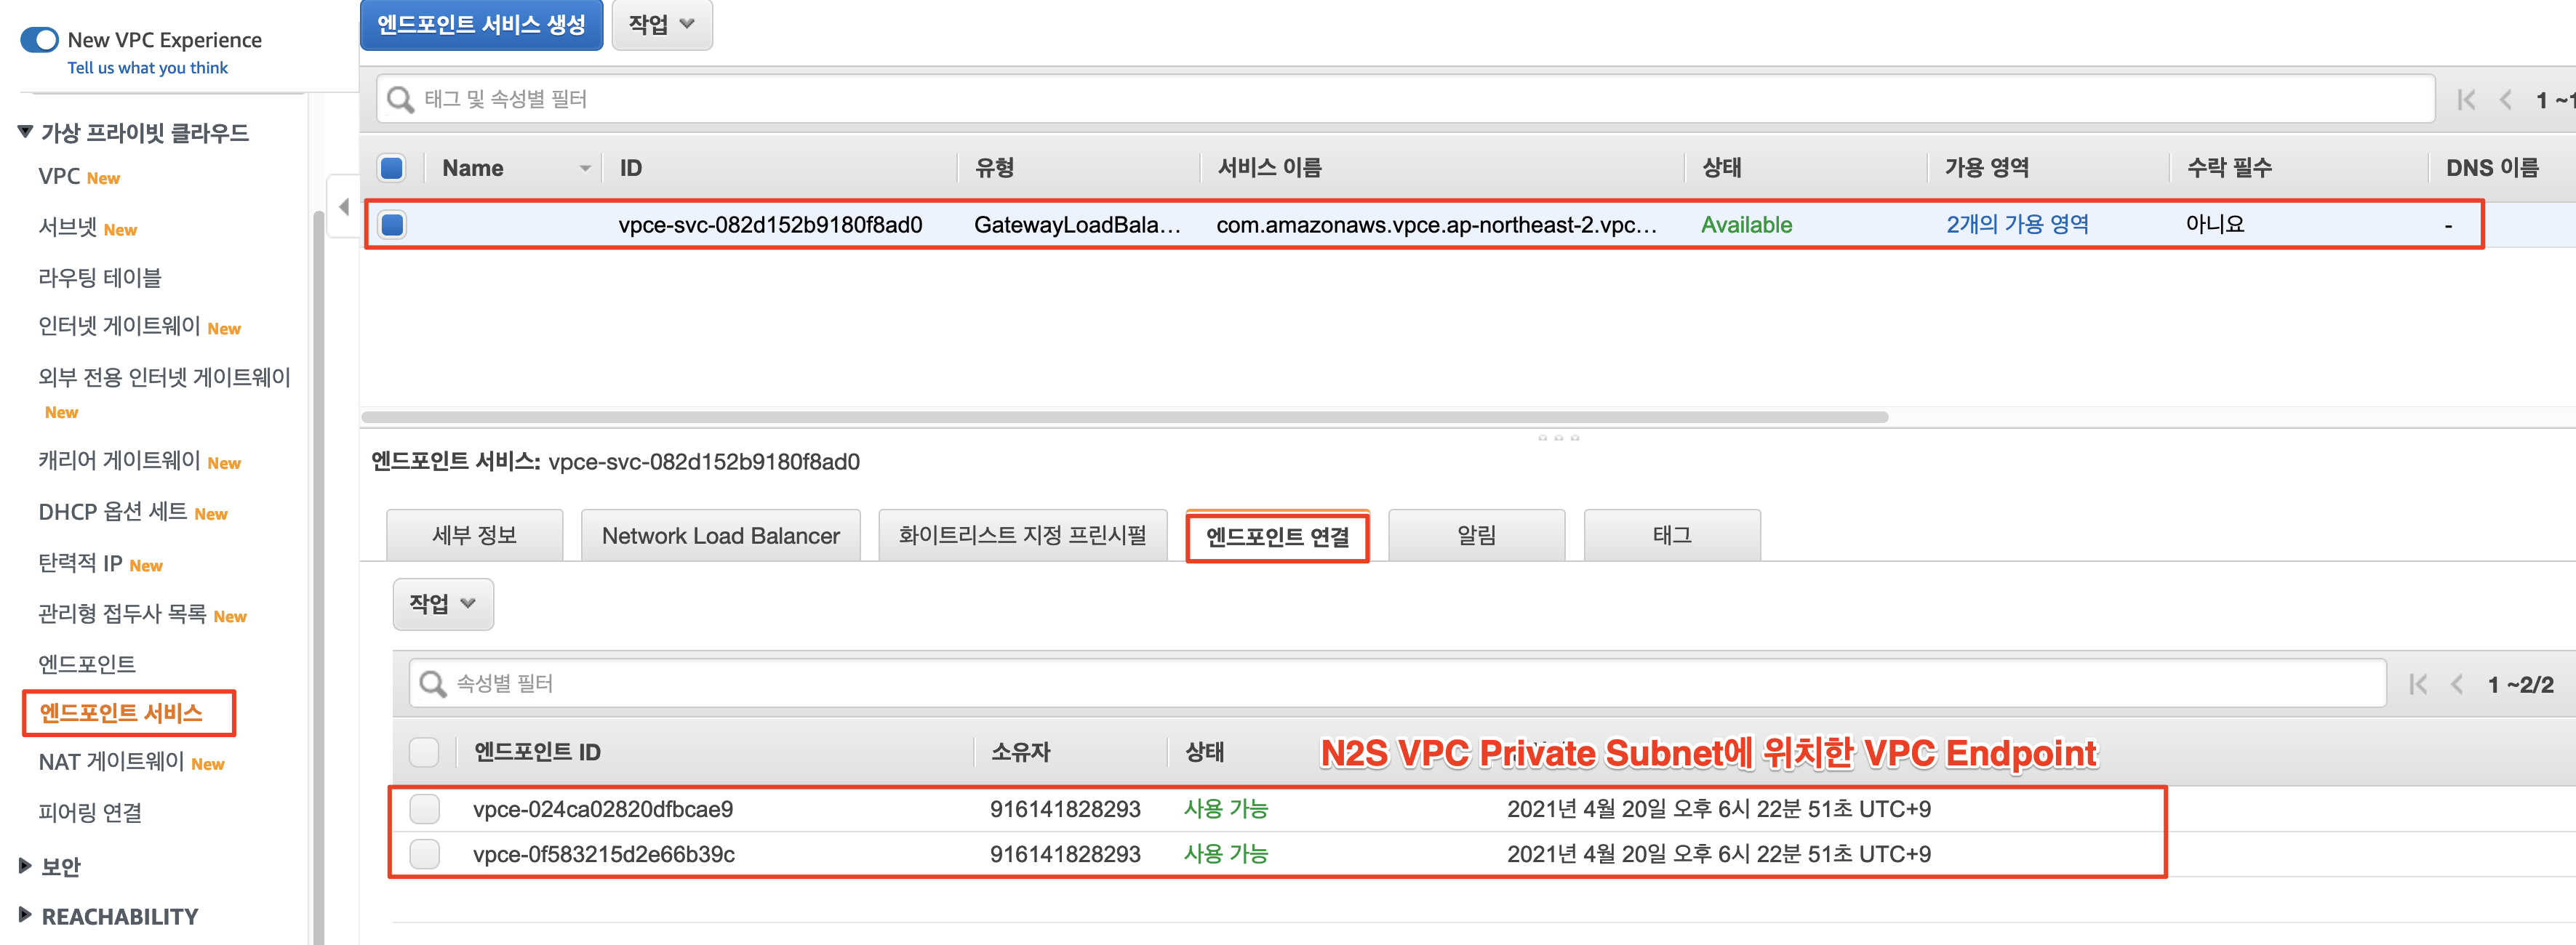 New VPC Experience
Tell us what you think
가상 프라이빗 클라우드
VPC New
서브넷 New
라우팅 테이블
인터넷 게이트웨이 New
외부 전용 인터넷 게이트웨이
New
캐리어 게이트웨이 New
DHCP 옵션 세트 New
탄력적 IP New
관리형 접두사 목록 New
엔드포인트
엔드포인트 서비스
NAT 게이트웨이 New
피어링 연결
보안
REACHABILITY
엔드포인트 서비스 생성 작업
태그 및 속성별 필터 1 ~1
Name ID 유형 서비스 이름 상태 가용 영역 수락 필수 DNS 이름
vpce-svc-082d152b9180f8ad0 GatewayLoadBala… com.amazonaws.vpce.ap-northeast-2.vpc… Available 2개의 가용 영역 아니요 -
엔드포인트 서비스: vpce-svc-082d152b9180f8ad0
세부 정보 Network Load Balancer 화이트리스트 지정 프린시펄 엔드포인트 연결 알림 태그
작업
속성별 필터 1 ~2/2
엔드포인트 ID 소유자 상태 N2S VPC Private Subnet에 위치한 VPC Endpoint
vpce-024ca02820dfbcae9 916141828293 사용 가능 2021년 4월 20일 오후 6시 22분 51초 UTC+9
vpce-0f583215d2e66b39c 916141828293 사용 가능 2021년 4월 20일 오후 6시 22분 51초 UTC+9